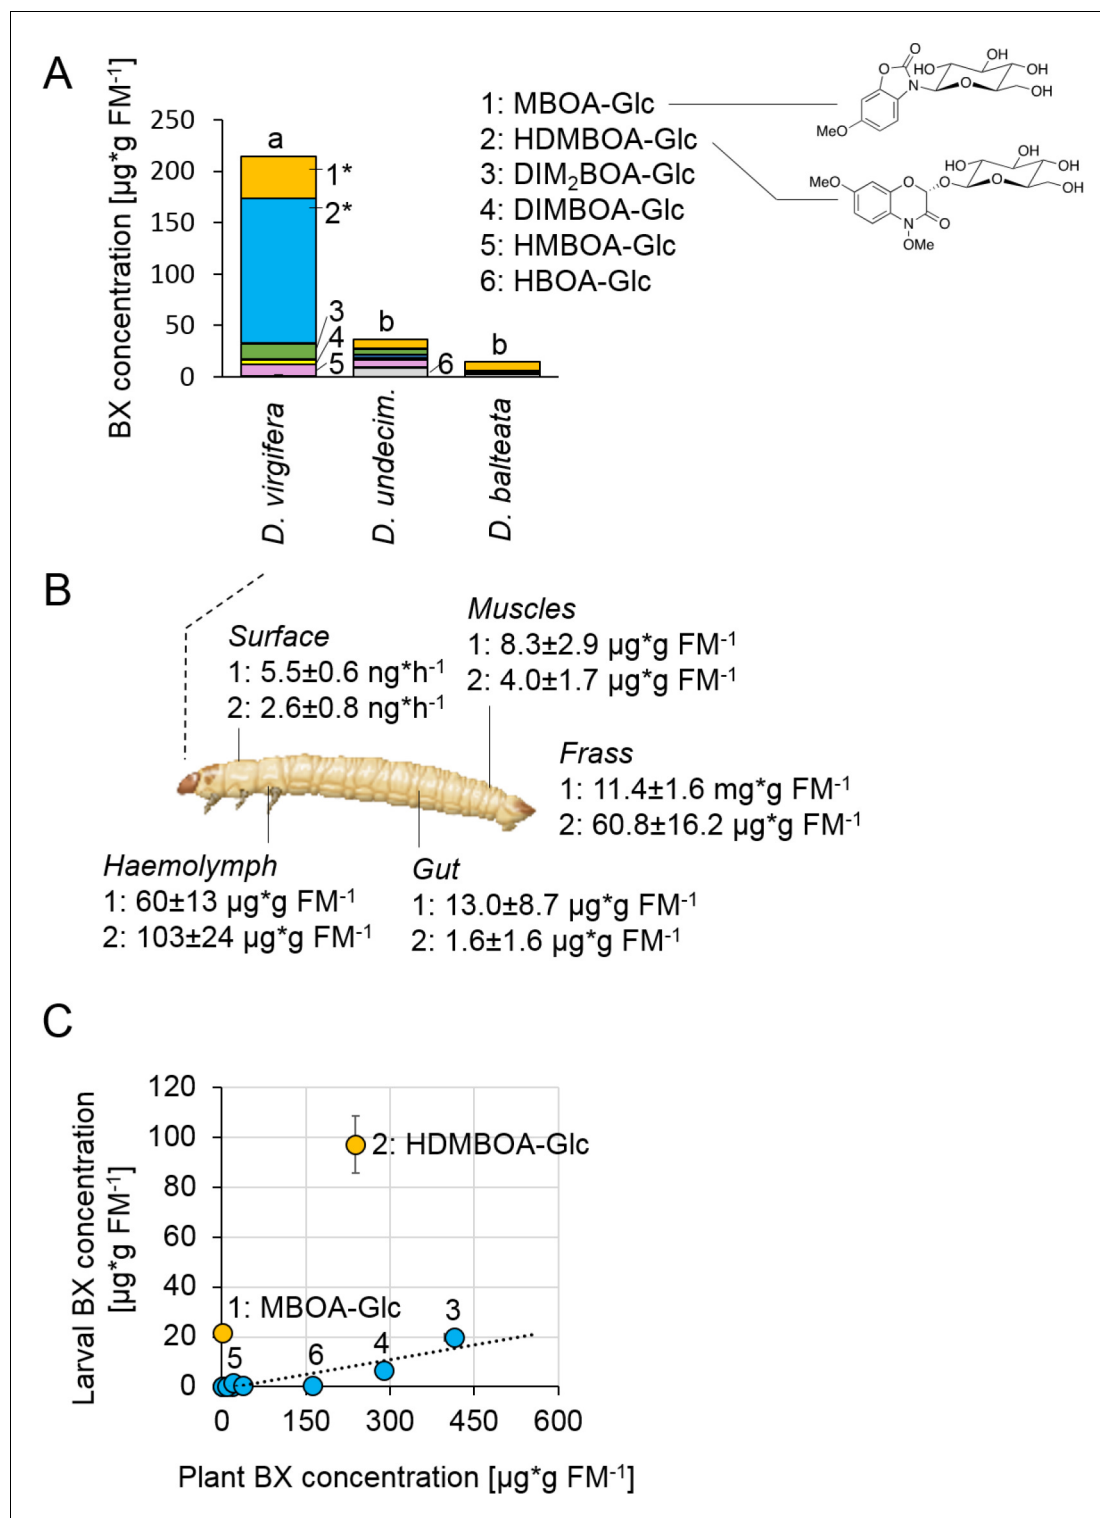 A
BX concentration [µg*g FM⁻¹]
250
200
150
100
50
0
a
1*
2*
3
4
5
b
6
b
D. virgifera
D. undecim.
D. balteata
1: MBOA-Glc
2: HDMBOA-Glc
3: DIM₂BOA-Glc
4: DIMBOA-Glc
5: HMBOA-Glc
6: HBOA-Glc
O
O
N
MeO
HO
HO
OH
OH
O
OH
MeO
O
O
N
O
OMe
HO
HO
OH
OH
O
OH
B
Surface
1: 5.5±0.6 ng*h⁻¹
2: 2.6±0.8 ng*h⁻¹
Muscles
1: 8.3±2.9 µg*g FM⁻¹
2: 4.0±1.7 µg*g FM⁻¹
Frass
1: 11.4±1.6 mg*g FM⁻¹
2: 60.8±16.2 µg*g FM⁻¹
Haemolymph
1: 60±13 µg*g FM⁻¹
2: 103±24 µg*g FM⁻¹
Gut
1: 13.0±8.7 µg*g FM⁻¹
2: 1.6±1.6 µg*g FM⁻¹
C
Larval BX concentration
[µg*g FM⁻¹]
120
100
80
60
40
20
0
2: HDMBOA-Glc
1: MBOA-Glc
3
4
5
6
0
150
300
450
600
Plant BX concentration [µg*g FM⁻¹]